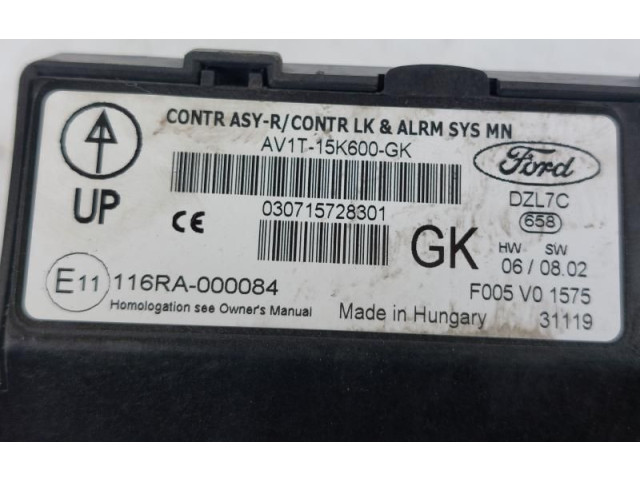 CONTR ASY-R/CONTR LK & ALRM SYS MN
AV1T-15K600-GK
Ford
UP
CE
030715728301
GK
DZL7C
658
HW SW
06 / 08.02
E11 116RA-000084
Homologation see Owner's Manual
Made in Hungary
F005 V0 1575
31119